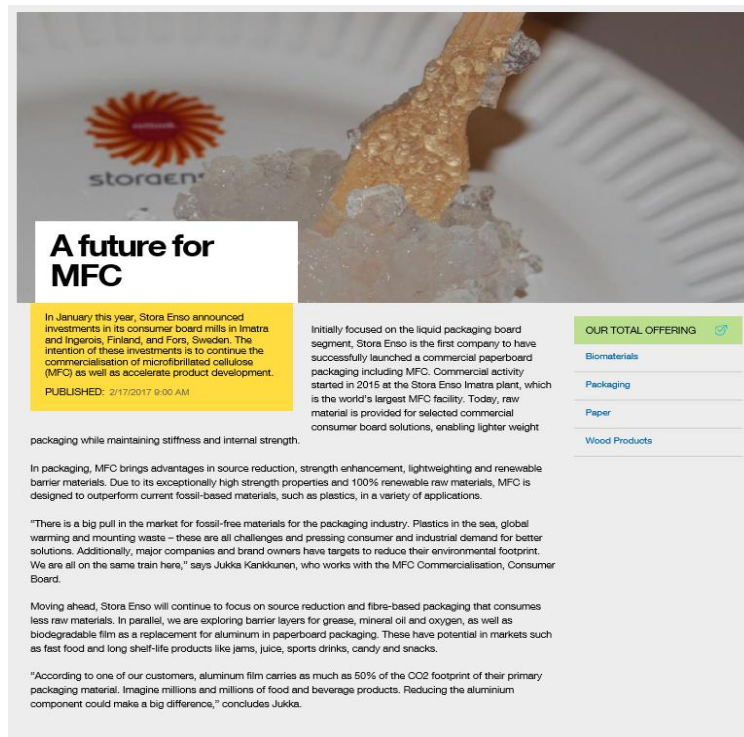 storaens
A future for
MFC
In January this year, Stora Enso announced
investments in its consumer board mills in Imatra
and Ingerois, Finland, and Fors, Sweden. The
intention of these investments is to continue the
commercialisation of microfibrillated cellulose
(MFC) as well as accelerate product development.
PUBLISHED: 2/17/2017 9:00 AM
Initially focused on the liquid packaging board
segment, Stora Enso is the first company to have
successfully launched a commercial paperboard
packaging including MFC. Commercial activity
started in 2015 at the Stora Enso Imatra plant, which
is the world's largest MFC facility. Today, raw
material is provided for selected commercial
consumer board solutions, enabling lighter weight
packaging while maintaining stiffness and internal strength.
In packaging, MFC brings advantages in source reduction, strength enhancement, lightweighting and renewable
barrier materials. Due to its exceptionally high strength properties and 100% renewable raw materials, MFC is
designed to outperform current fossil-based materials, such as plastics, in a variety of applications.
"There is a big pull in the market for fossil-free materials for the packaging industry. Plastics in the sea, global
warming and mounting waste – these are all challenges and pressing consumer and industrial demand for better
solutions. Additionally, major companies and brand owners have targets to reduce their environmental footprint.
We are all on the same train here," says Jukka Kankkunen, who works with the MFC Commercialisation, Consumer
Board.
Moving ahead, Stora Enso will continue to focus on source reduction and fibre-based packaging that consumes
less raw materials. In parallel, we are exploring barrier layers for grease, mineral oil and oxygen, as well as
biodegradable film as a replacement for aluminum in paperboard packaging. These have potential in markets such
as fast food and long shelf-life products like jams, juice, sports drinks, candy and snacks.
"According to one of our customers, aluminum film carries as much as 50% of the CO2 footprint of their primary
packaging material. Imagine millions and millions of food and beverage products. Reducing the aluminium
component could make a big difference," concludes Jukka.
OUR TOTAL OFFERING
Biomaterials
Packaging
Paper
Wood Products